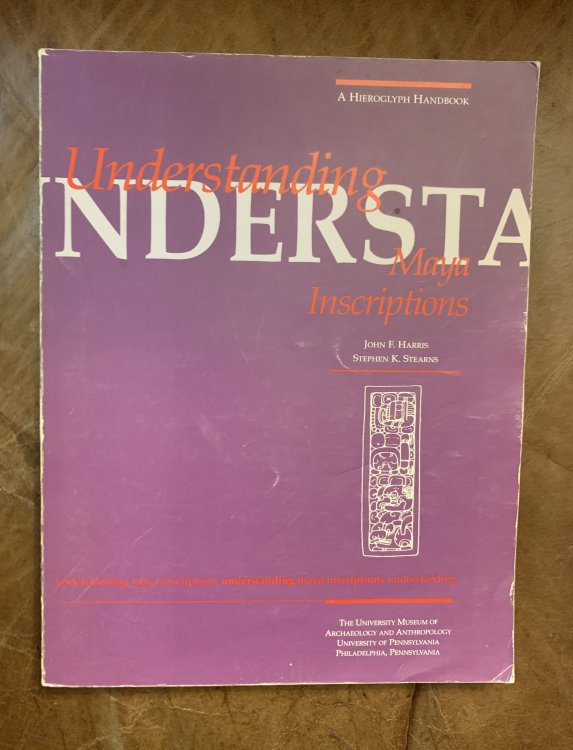 A HIEROGLYPH HANDBOOK
Understanding
NDERSTA
Maya
Inscriptions
JOHN F. HARRIS
STEPHEN K. STEARNS
understanding maya inscriptions understanding maya inscriptions understanding
THE UNIVERSITY MUSEUM OF
ARCHAEOLOGY AND ANTHROPOLOGY
UNIVERSITY OF PENNSYLVANIA
PHILADELPHIA, PENNSYLVANIA